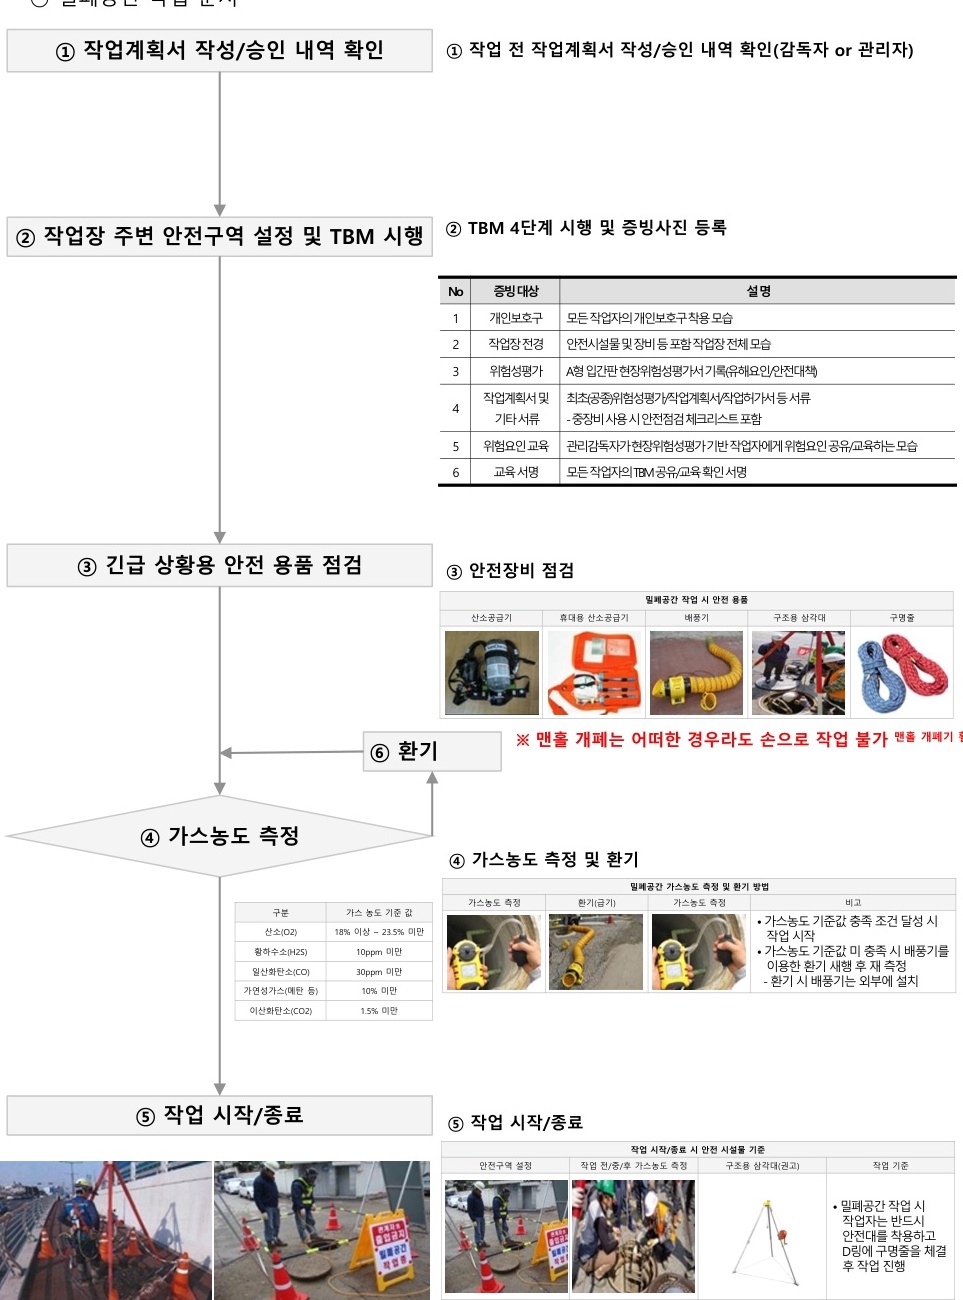 ① 작업계획서 작성/승인 내역 확인
① 작업 전 작업계획서 작성/승인 내역 확인(감독자 or 관리자)
② 작업장 주변 안전구역 설정 및 TBM 시행
② TBM 4단계 시행 및 증빙사진 등록
No 증빙대상 설명
1 개인보호구 모든 작업자의 개인보호구 착용 모습
2 작업장 전경 안전시설물 및 장비 등 포함 작업장 전체 모습
3 위험성평가 A형 입간판 현장위험성평가서 기록(유해요인/안전대책)
4 작업계획서 및 기타 서류 최초(공종)위험성평가/작업계획서/작업허가서 등 서류
- 중장비 사용 시 안전점검 체크리스트 포함
5 위험요인 교육 관리감독자가 현장위험성평가 기반 작업자에게 위험요인 공유/교육하는 모습
6 교육 서명 모든 작업자의 TBM 공유/교육 확인 서명
③ 긴급 상황용 안전 용품 점검
③ 안전장비 점검
밀폐공간 작업 시 안전 용품
산소공급기 휴대용 산소공급기 배풍기 구조용 삼각대 구명줄
※ 맨홀 개폐는 어떠한 경우라도 손으로 작업 불가 맨홀 개폐기
⑥ 환기
④ 가스농도 측정
④ 가스농도 측정 및 환기
밀폐공간 가스농도 측정 및 환기 방법
가스농도 측정 환기(급기) 가스농도 측정 비고
• 가스농도 기준값 충족 조건 달성 시
작업 시작
• 가스농도 기준값 미 충족 시 배풍기를
이용한 환기 새행 후 재 측정
- 환기 시 배풍기는 외부에 설치
구분 가스 농도 기준 값
산소(O2) 18% 이상 ~ 23.5% 미만
황하수소(H2S) 10ppm 미만
일산화탄소(CO) 30ppm 미만
가연성가스(메탄 등) 10% 미만
이산화탄소(CO2) 1.5% 미만
⑤ 작업 시작/종료
⑤ 작업 시작/종료
작업 시작/종료 시 안전 시설물 기준
안전구역 설정 작업 전/중/후 가스농도 측정 구조용 삼각대(권고) 작업 기준
• 밀폐공간 작업 시
작업자는 반드시
안전대를 착용하고
D링에 구명줄을 체결
후 작업 진행
관계자외
출입금지
밀폐공간
작업 중
출입금지
밀폐공간
작업 중